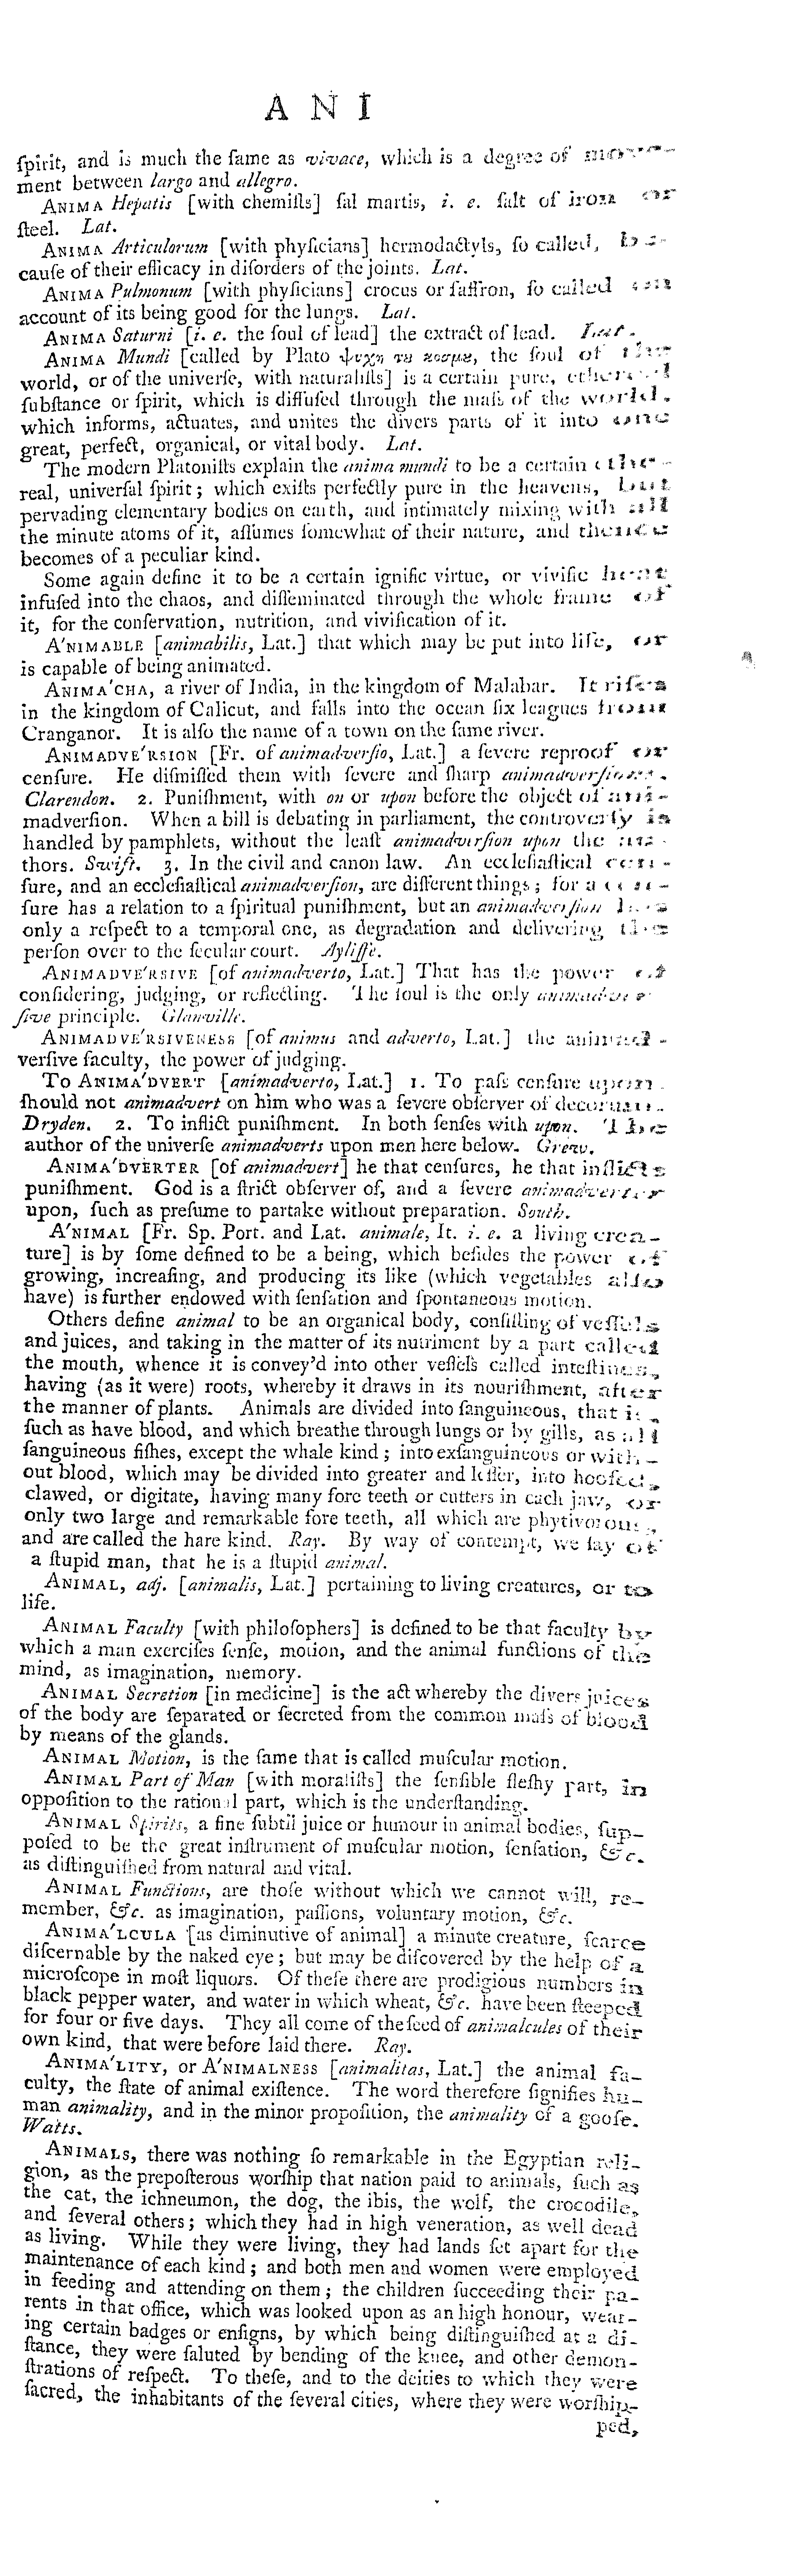 A N I
ſpirit, and is much the ſame as vivace, which is a degree of move-
ment between largo and allegro.
ANIMA Hepatis [with chemiſts] ſal martis, i. e. ſalt of iron or
ſteel. Lat.
ANIMA Articulorum [with phyſicians] hermodactyls, ſo called, be-
cauſe of their efficacy in diſorders of the joints. Lat.
ANIMA Pulmonum [with phyſicians] crocus or ſaffron, ſo called on
account of its being good for the lungs. Lat.
ANIMA Saturni [i. e. the ſoul of lead] the extract of lead. Lat.
ANIMA Mundi [called by Plato ψυχη τυ κοσμυ, the ſoul of the
world, or of the univerſe, with naturaliſts] is a certain pure, ethereal
ſubſtance or ſpirit, which is diffuſed through the maſs of the world,
which informs, actuates, and unites the divers parts of it into one
great, perfect, organical, or vital body. Lat.
The modern Platoniſts explain the anima mundi to be a certain ethe-
real, univerſal ſpirit; which exiſts perfectly pure in the heavens, but
pervading elementary bodies on earth, and intimately mixing with all
the minute atoms of it, aſſumes ſomewhat of their nature, and thence
becomes of a peculiar kind.
Some again define it to be a certain ignific virtue, or vivific heat
infuſed into the chaos, and diſſeminated through the whole frame of
it, for the conſervation, nutrition, and vivification of it.
A'NIMABLE [animabilis, Lat.] that which may be put into life, or
is capable of being animated.
ANIMA'CHA, a river of India, in the kingdom of Malabar. It riſes
in the kingdom of Calicut, and falls into the ocean ſix leagues from
Cranganor. It is alſo the name of a town on the ſame river.
ANIMADVE'RSION [Fr. of animadverſio, Lat.] a ſevere reproof or
cenſure. He diſmiſſed them with ſevere and ſharp animadverſions.
Clarendon. 2. Puniſhment, with on or upon before the object of ani-
madverſion. When a bill is debating in parliament, the controverſy is
handled by pamphlets, without the leaſt animadverſion upon the au-
thors. Swift. 3. In the civil and canon law. An eccleſiaſtical cen-
ſure, and an eccleſiaſtical animadverſion, are different things; for a cen-
ſure has a relation to a ſpiritual puniſhment, but an animadverſion has
only a reſpect to a temporal one, as degradation and delivering the
perſon over to the ſecular court. Ayliffe.
ANIMADVE'RSIVE [of animadverto, Lat.] That has the power of
conſidering, judging, or reflecting. The ſoul is the only animadver-
ſive principle. Glanville.
ANIMADVE'RSIVENESS [of animus and adverto, Lat.] the animad-
verſive faculty, the power of judging.
To ANIMA'DVERT [animadverto, Lat.] 1. To paſs cenſure upon.
ſhould not animadvert on him who was a ſevere obſerver of decorum.
Dryden. 2. To inflict puniſhment. In both ſenſes with upon. The
author of the univerſe animadverts upon men here below. Grew.
ANIMA'DVERTER [of animadvert] he that cenſures, he that inflicts
puniſhment. God is a ſtrict obſerver of, and a ſevere animadverter
upon, ſuch as preſume to partake without preparation. South.
A'NIMAL [Fr. Sp. Port. and Lat. animale, It. i. e. a living crea-
ture] is by ſome defined to be a being, which beſides the power of
growing, increaſing, and producing its like (which vegetables alſo
have) is further endowed with ſenſation and ſpontaneous motion.
Others define animal to be an organical body, conſiſting of veſſels
and juices, and taking in the matter of its nutriment by a part called
the mouth, whence it is convey'd into other veſſels called inteſtines,
having (as it were) roots, whereby it draws in its nouriſhment, after
the manner of plants. Animals are divided into ſanguineous, that is,
ſuch as have blood, and which breathe through lungs or by gills, as all
ſanguineous fiſhes, except the whale kind; into exſanguineous or with-
out blood, which may be divided into greater and leſſer, into hoofed,
clawed, or digitate, having many fore teeth or cutters in each jaw, or
only two large and remarkable fore teeth, all which are phytivorous,
and are called the hare kind. Ray. By way of contempt, we ſay of
a ſtupid man, that he is a ſtupid animal.
ANIMAL, adj. [animalis, Lat.] pertaining to living creatures, or to
life.
ANIMAL Faculty [with philoſophers] is defined to be that faculty by
which a man exerciſes ſenſe, motion, and the animal functions of the
mind, as imagination, memory.
ANIMAL Secretion [in medicine] is the act whereby the divers juices
of the body are ſeparated or ſecreted from the common maſs of blood
by means of the glands.
ANIMAL Motion, is the ſame that is called muſcular motion.
ANIMAL Part of Man [with moraliſts] the ſenſible fleſhy part, in
oppoſition to the rational part, which is the underſtanding.
ANIMAL Spirits, a fine ſubtil juice or humour in animal bodies, ſup-
poſed to be the great inſtrument of muſcular motion, ſenſation, &c.
as diſtinguiſhed from natural and vital.
ANIMAL Functions, are thoſe without which we cannot will, re-
member, &c. as imagination, paſſions, voluntary motion, &c.
ANIMA'LCULA [as diminutive of animal] a minute creature, ſcarce
diſcernable by the naked eye; but may be diſcovered by the help of a
microſcope in moſt liquors. Of theſe there are prodigious numbers in
black pepper water, and water in which wheat, &c. have been ſteeped
for four or five days. They all come of the ſeed of animalcules of their
own kind, that were before laid there. Ray.
ANIMA'LITY, or A'NIMALNESS [animalitas, Lat.] the animal fa-
culty, the ſtate of animal exiſtence. The word therefore ſignifies hu-
man animality, and in the minor propoſition, the animality of a gooſe.
Watts.
ANIMALS, there was nothing ſo remarkable in the Egyptian reli-
gion, as the prepoſterous worſhip that nation paid to animals, ſuch as
the cat, the ichneumon, the dog, the ibis, the wolf, the crocodile,
and ſeveral others; which they had in high veneration, as well dead
as living. While they were living, they had lands ſet apart for the
maintenance of each kind; and both men and women were employed
in feeding and attending on them; the children ſucceeding their pa-
rents in that office, which was looked upon as an high honour, wear-
ing certain badges or enſigns, by which being diſtinguiſhed at a di-
ſtance, they were ſaluted by bending of the knee, and other demon-
ſtrations of reſpect. To theſe, and to the deities to which they were
ſacred, the inhabitants of the ſeveral cities, where they were worſhip-
ped,